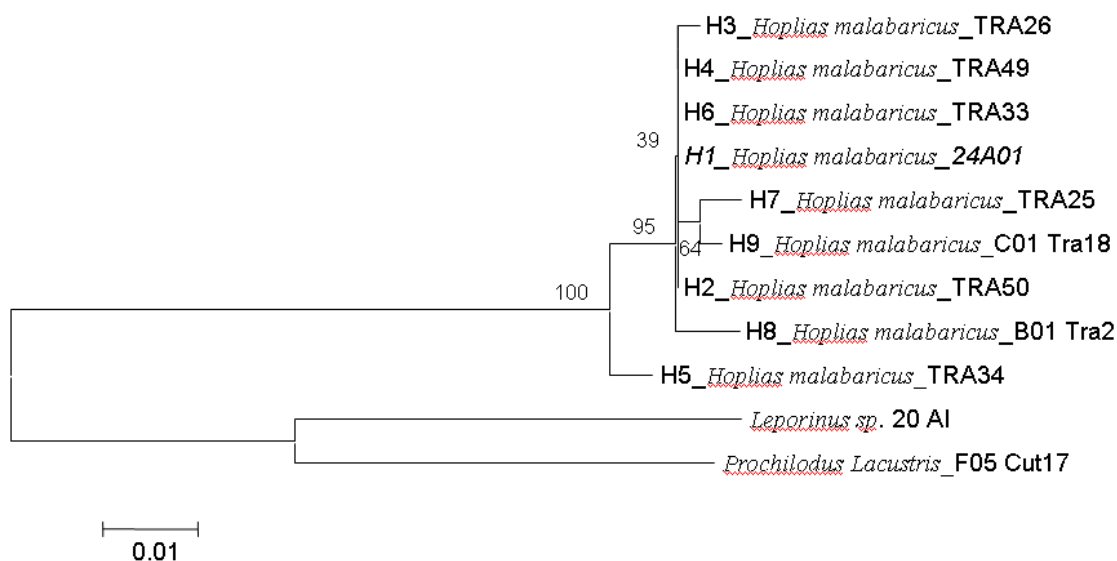 H3_Hoplias malabaricus_TRA26
H4_Hoplias malabaricus_TRA49
H6_Hoplias malabaricus_TRA33
39
H1_Hoplias malabaricus_24A01
H7_Hoplias malabaricus_TRA25
95
64
H9_Hoplias malabaricus_C01 Tra18
H2_Hoplias malabaricus_TRA50
100
H8_Hoplias malabaricus_B01 Tra2
H5_Hoplias malabaricus_TRA34
Leporinus sp. 20 AI
Prochilodus Lacustris_F05 Cut17
0.01